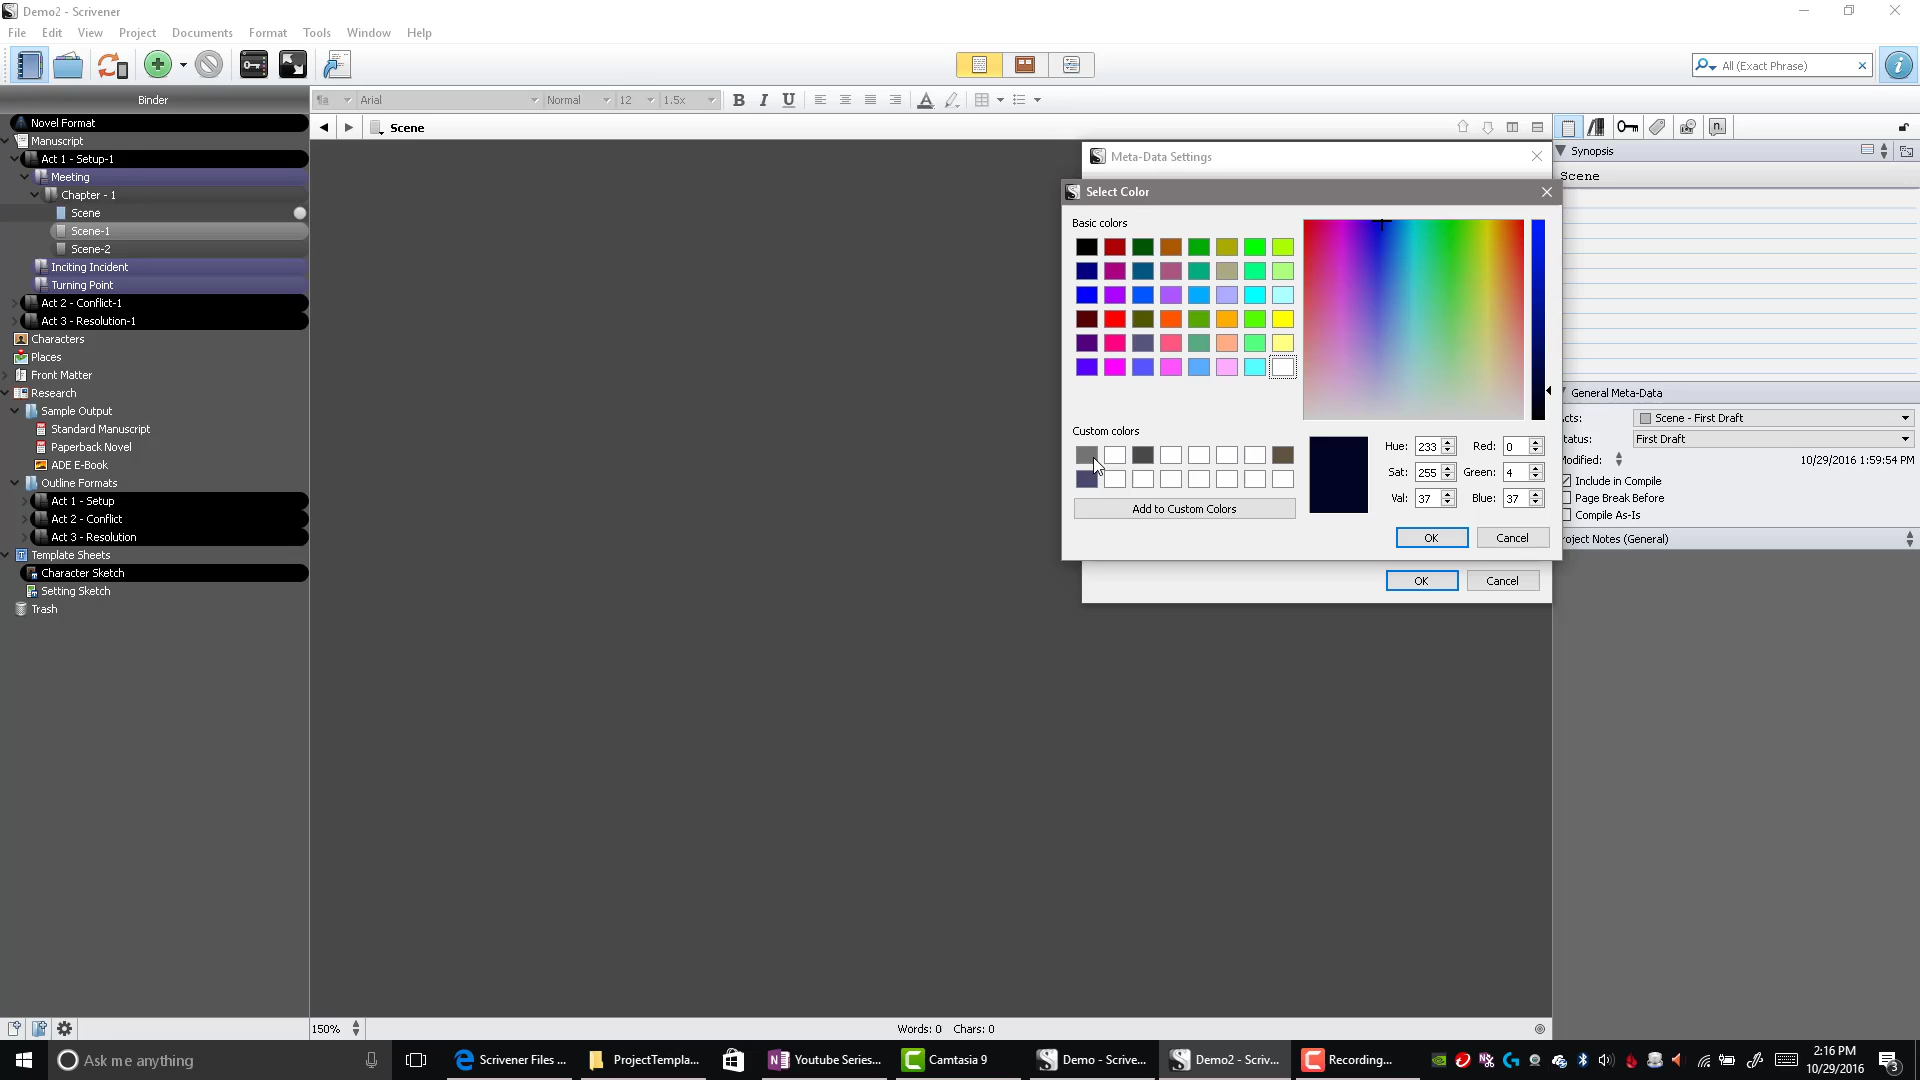 Demo2 - Scrivener
File Edit View Project Documents Format Tools Window Help
All (Exact Phrase)
Binder
Arial Normal 12 1.5x B I U A
Novel Format
Manuscript
Act 1 - Setup-1
Meeting
Chapter - 1
Scene
Scene-1
Scene-2
Inciting Incident
Turning Point
Act 2 - Conflict-1
Act 3 - Resolution-1
Characters
Places
Front Matter
Research
Sample Output
Standard Manuscript
Paperback Novel
ADE E-Book
Outline Formats
Act 1 - Setup
Act 2 - Conflict
Act 3 - Resolution
Template Sheets
Character Sketch
Setting Sketch
Trash
Scene
Meta-Data Settings
Select Color
Basic colors
Custom colors
Add to Custom Colors
Hue: 233 Red: 0
Sat: 255 Green: 4
Val: 37 Blue: 37
OK Cancel
OK Cancel
n.
Synopsis
Scene
General Meta-Data
cts: Scene - First Draft
tatus: First Draft
odified: 10/29/2016 1:59:54 PM
Include in Compile
Page Break Before
Compile As-Is
oject Notes (General)
150% Words: 0 Chars: 0
Ask me anything
Scrivener Files ...
ProjectTempla...
Youtube Series...
Camtasia 9
Demo - Scrive...
Demo2 - Scriv...
Recording...
2:16 PM
10/29/2016
3